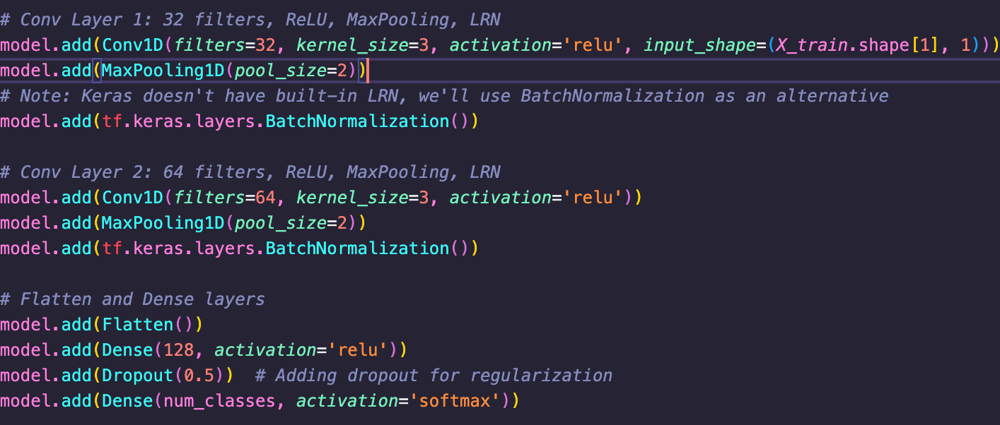 # Conv Layer 1: 32 filters, ReLU, MaxPooling, LRN
model.add(Conv1D(filters=32, kernel_size=3, activation='relu', input_shape=(X_train.shape[1], 1)))
model.add(MaxPooling1D(pool_size=2))
# Note: Keras doesn't have built-in LRN, we'll use BatchNormalization as an alternative
model.add(tf.keras.layers.BatchNormalization())
# Conv Layer 2: 64 filters, ReLU, MaxPooling, LRN
model.add(Conv1D(filters=64, kernel_size=3, activation='relu'))
model.add(MaxPooling1D(pool_size=2))
model.add(tf.keras.layers.BatchNormalization())
# Flatten and Dense layers
model.add(Flatten())
model.add(Dense(128, activation='relu'))
model.add(Dropout(0.5))  # Adding dropout for regularization
model.add(Dense(num_classes, activation='softmax'))